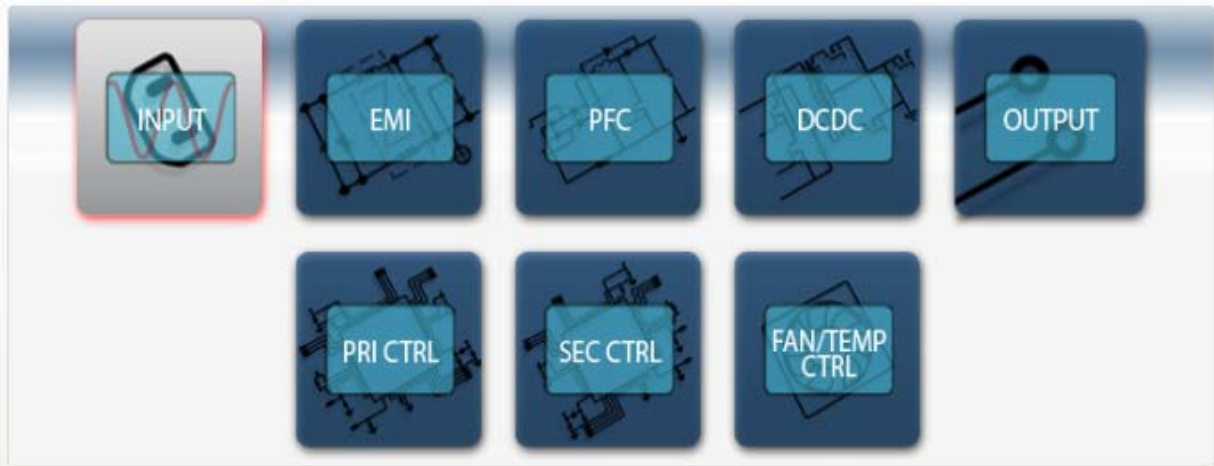 INPUT
EMI
PFC
DCDC
OUTPUT
PRI CTRL
SEC CTRL
FAN/TEMP
CTRL